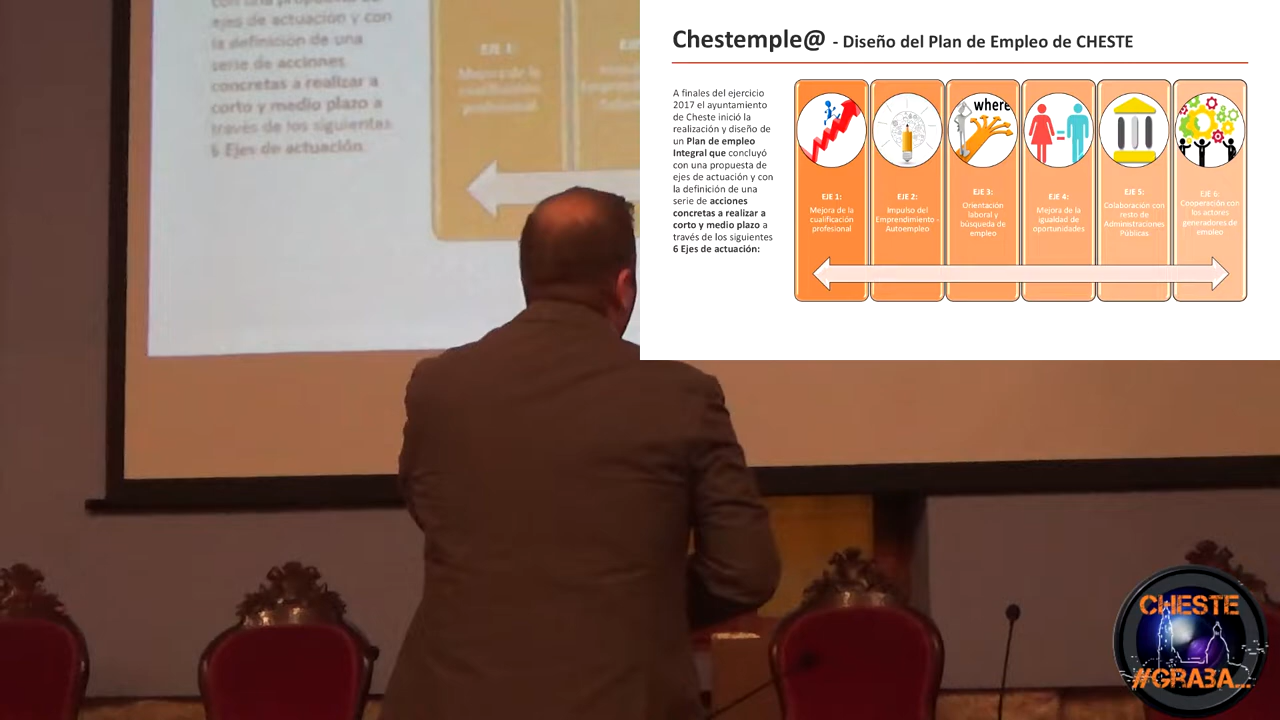 ejes de actuación y con
la definición de una
serie de acciones
concretas a realizar a
corto y medio plazo a
través de los siguientes
6 Ejes de actuación.
EJE 1:
Mejora de la
cualificación
profesional
Chestemple@ - Diseño del Plan de Empleo de CHESTE
A finales del ejercicio
2017 el ayuntamiento
de Cheste inició la
realización y diseño de
un Plan de empleo
Integral que concluyó
con una propuesta de
ejes de actuación y con
la definición de una
serie de acciones
concretas a realizar a
corto y medio plazo a
través de los siguientes
6 Ejes de actuación:
EJE 1:
Mejora de la
cualificación
profesional
EJE 2:
Impulso del
Emprendimiento -
Autoempleo
where
EJE 3:
Orientación
laboral y
búsqueda de
empleo
EJE 4:
Mejora de la
igualdad de
oportunidades
EJE 5:
Colaboración con
resto de
Administraciones
Públicas
EJE 6:
Cooperación con
los actores
generadores de
empleo
CHESTE
#GRABA...